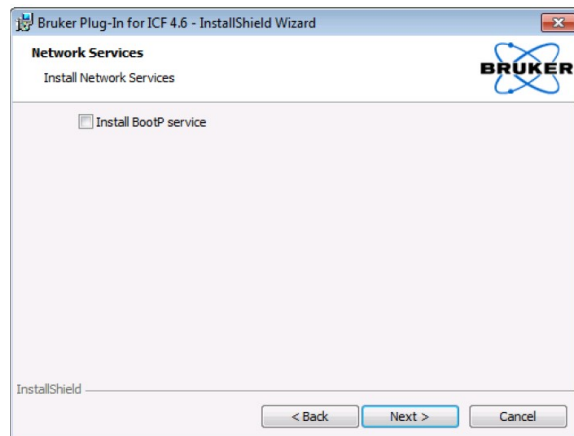 Bruker Plug-In for ICF 4.6 - InstallShield Wizard
Network Services
Install Network Services
BRUKER
Install BootP service
InstallShield
< Back Next > Cancel